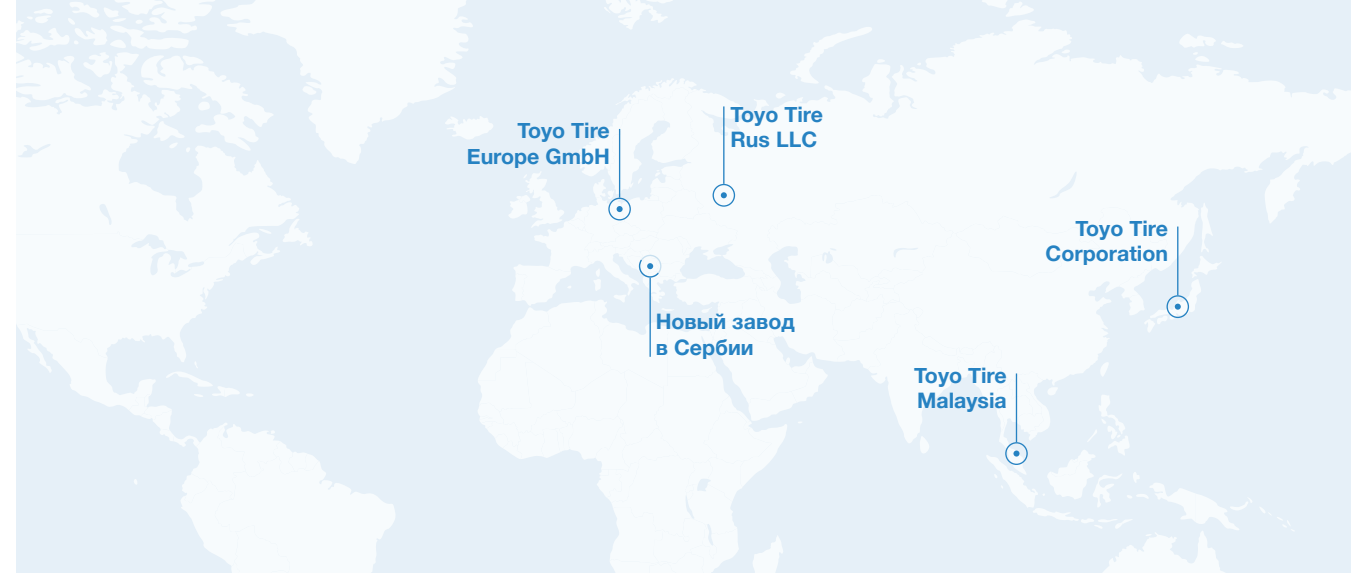 Toyo Tire
Europe GmbH
Toyo Tire
Rus LLC
Toyo Tire
Corporation
Новый завод
в Сербии
Toyo Tire
Malaysia